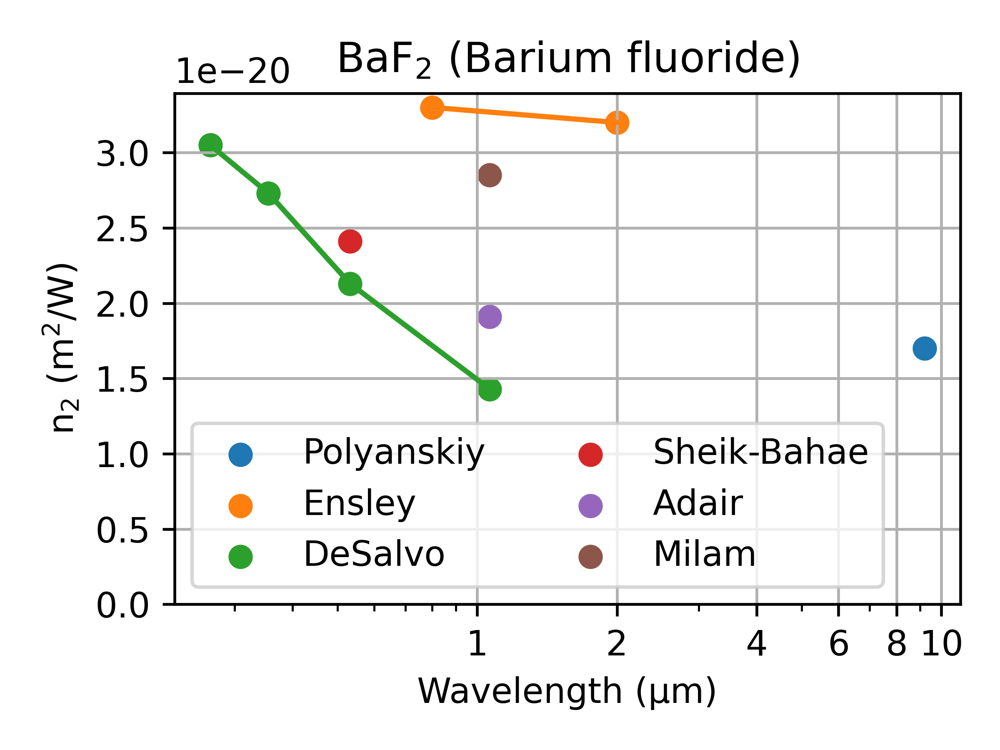 BaF₂ (Barium fluoride)
1e−20
3.0
2.5
2.0
1.5
1.0
0.5
0.0
n₂ (m²/W)
Polyanskiy
Ensley
DeSalvo
Sheik-Bahae
Adair
Milam
1 2 4 6 8 10
Wavelength (µm)